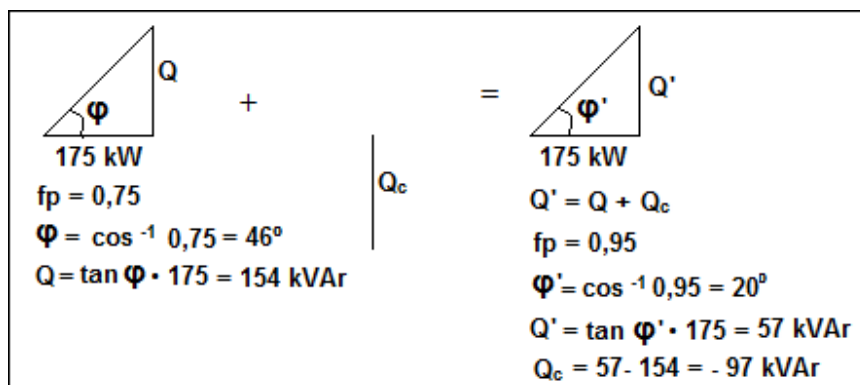 Q
φ
175 kW
fp = 0,75
φ = cos ⁻¹ 0,75 = 46º
Q = tan φ · 175 = 154 kVAr
+
Qc
=
Q'
φ'
175 kW
Q' = Q + Qc
fp = 0,95
φ' = cos ⁻¹ 0,95 = 20º
Q' = tan φ' · 175 = 57 kVAr
Qc = 57- 154 = - 97 kVAr